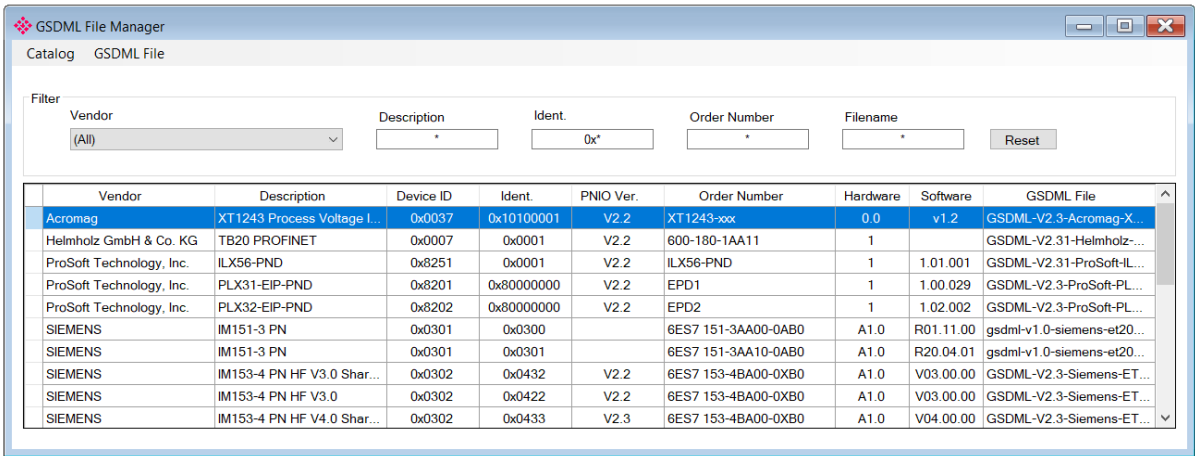 GSDML File Manager
Catalog GSDML File
Filter
Vendor Description Ident. Order Number Filename
(All) * 0x* * * Reset
Vendor Description Device ID Ident. PNIO Ver. Order Number Hardware Software GSDML File
Acromag XT1243 Process Voltage I... 0x0037 0x10100001 V2.2 XT1243-xxx 0.0 v1.2 GSDML-V2.3-Acromag-X...
Helmholz GmbH & Co. KG TB20 PROFINET 0x0007 0x0001 V2.2 600-180-1AA11 1 GSDML-V2.31-Helmholz-...
ProSoft Technology, Inc. ILX56-PND 0x8251 0x0001 V2.2 ILX56-PND 1 1.01.001 GSDML-V2.31-ProSoft-IL...
ProSoft Technology, Inc. PLX31-EIP-PND 0x8201 0x80000000 V2.2 EPD1 1 1.00.029 GSDML-V2.3-ProSoft-PL...
ProSoft Technology, Inc. PLX32-EIP-PND 0x8202 0x80000000 V2.2 EPD2 1 1.02.002 GSDML-V2.3-ProSoft-PL...
SIEMENS IM151-3 PN 0x0301 0x0300 6ES7 151-3AA00-0AB0 A1.0 R01.11.00 gsdml-v1.0-siemens-et20...
SIEMENS IM151-3 PN 0x0301 0x0301 6ES7 151-3AA10-0AB0 A1.0 R20.04.01 gsdml-v1.0-siemens-et20...
SIEMENS IM153-4 PN HF V3.0 Shar... 0x0302 0x0432 V2.2 6ES7 153-4BA00-0XB0 A1.0 V03.00.00 GSDML-V2.3-Siemens-ET...
SIEMENS IM153-4 PN HF V3.0 0x0302 0x0422 V2.2 6ES7 153-4BA00-0XB0 A1.0 V03.00.00 GSDML-V2.3-Siemens-ET...
SIEMENS IM153-4 PN HF V4.0 Shar... 0x0302 0x0433 V2.3 6ES7 153-4BA00-0XB0 A1.0 V04.00.00 GSDML-V2.3-Siemens-ET...